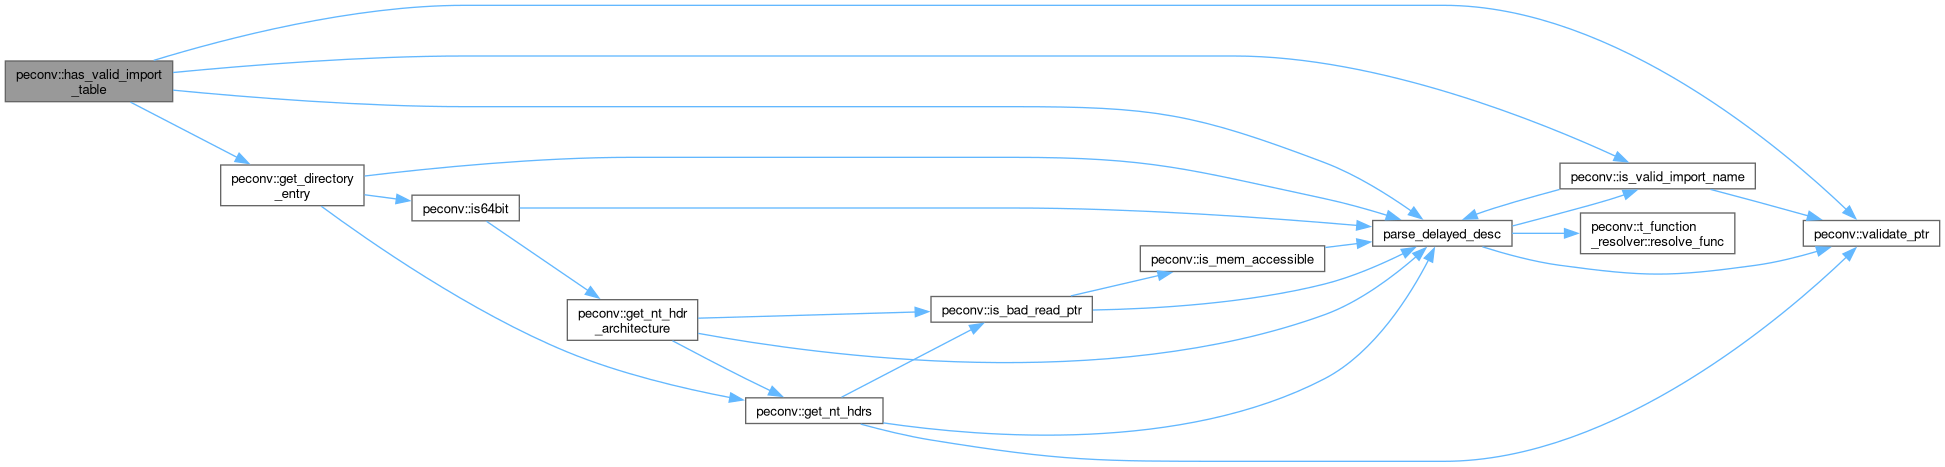 peconv::has_valid_import
_table
peconv::get_directory
_entry
peconv::is64bit
peconv::get_nt_hdr
_architecture
peconv::get_nt_hdrs
peconv::is_bad_read_ptr
peconv::is_mem_accessible
parse_delayed_desc
peconv::is_valid_import_name
peconv::t_function
_resolver::resolve_func
peconv::validate_ptr